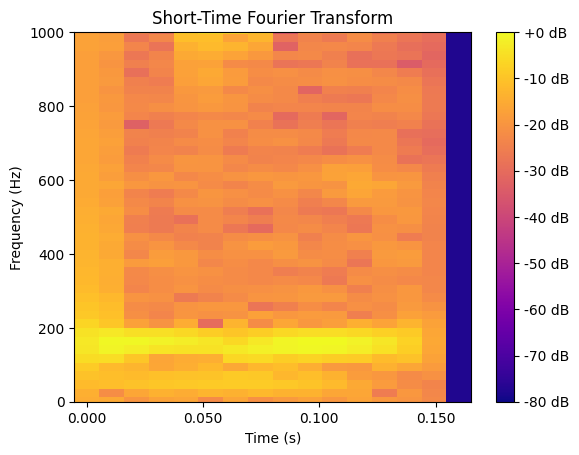 Short-Time Fourier Transform
1000
800
600
400
200
0
Frequency (Hz)
0.000
0.050
0.100
0.150
Time (s)
+0 dB
-10 dB
-20 dB
-30 dB
-40 dB
-50 dB
-60 dB
-70 dB
-80 dB